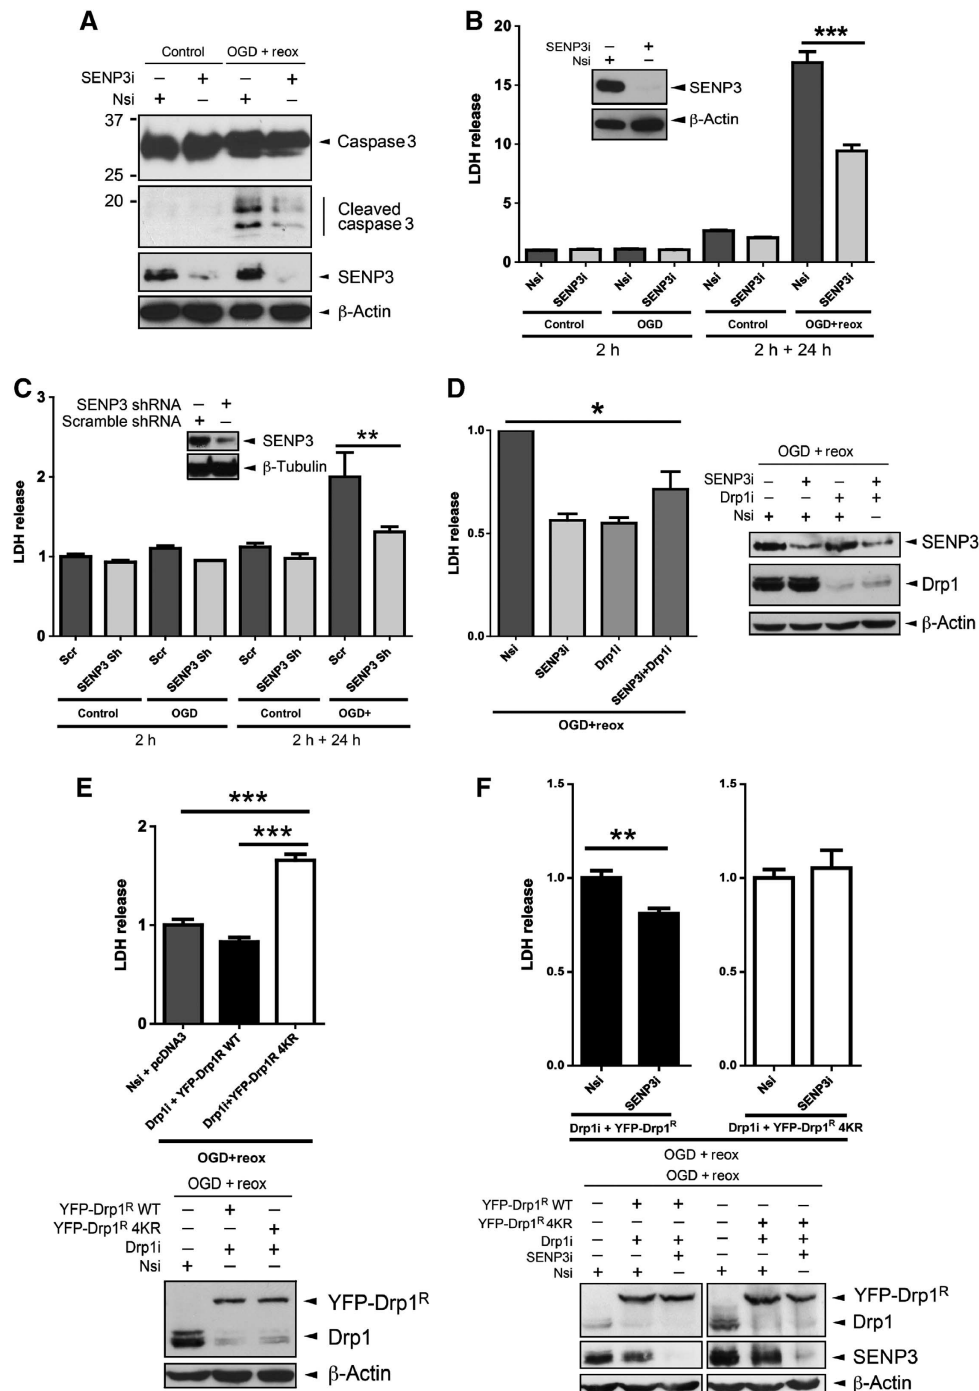 A
Control OGD + reox
SENP3i – + – +
Nsi + – + –
37
Caspase 3
25
20
Cleaved
caspase 3
SENP3
β-Actin
B
LDH release
20
15
10
5
0
SENP3i – +
Nsi + –
SENP3
β-Actin
***
Nsi SENP3i Nsi SENP3i Nsi SENP3i Nsi SENP3i
Control OGD Control OGD+reox
2 h 2 h + 24 h
C
LDH release
3
2
1
0
SENP3 shRNA – +
Scramble shRNA + –
SENP3
β-Tubulin
**
Scr SENP3 Sh Scr SENP3 Sh Scr SENP3 Sh Scr SENP3 Sh
Control OGD Control OGD+
2 h 2 h + 24 h
D
LDH release
1.0
0.5
0.0
*
Nsi SENP3i Drp1i SENP3i+Drp1i
OGD+reox
OGD + reox
SENP3i – + – +
Drp1i – – + +
Nsi + + + –
SENP3
Drp1
β-Actin
E
LDH release
2
1
0
***
***
Nsi + pcDNA3 Drp1i + YFP-Drp1R WT Drp1i+YFP-Drp1R 4KR
OGD+reox
OGD + reox
YFP-Drp1R WT – + –
YFP-Drp1R 4KR – – +
Drp1i – + +
Nsi + – –
YFP-Drp1R
Drp1
β-Actin
F
LDH release
1.5
1.0
0.5
0.0
**
Nsi SENP3i
Drp1i + YFP-Drp1R
LDH release
1.5
1.0
0.5
0.0
Nsi SENP3i
Drp1i + YFP-Drp1R 4KR
OGD + reox
OGD + reox
YFP-Drp1R WT – + + – – –
YFP-Drp1R 4KR – – – – + +
Drp1i – + + – + +
SENP3i – – + – – +
Nsi + + – + + –
YFP-Drp1R
Drp1
SENP3
β-Actin